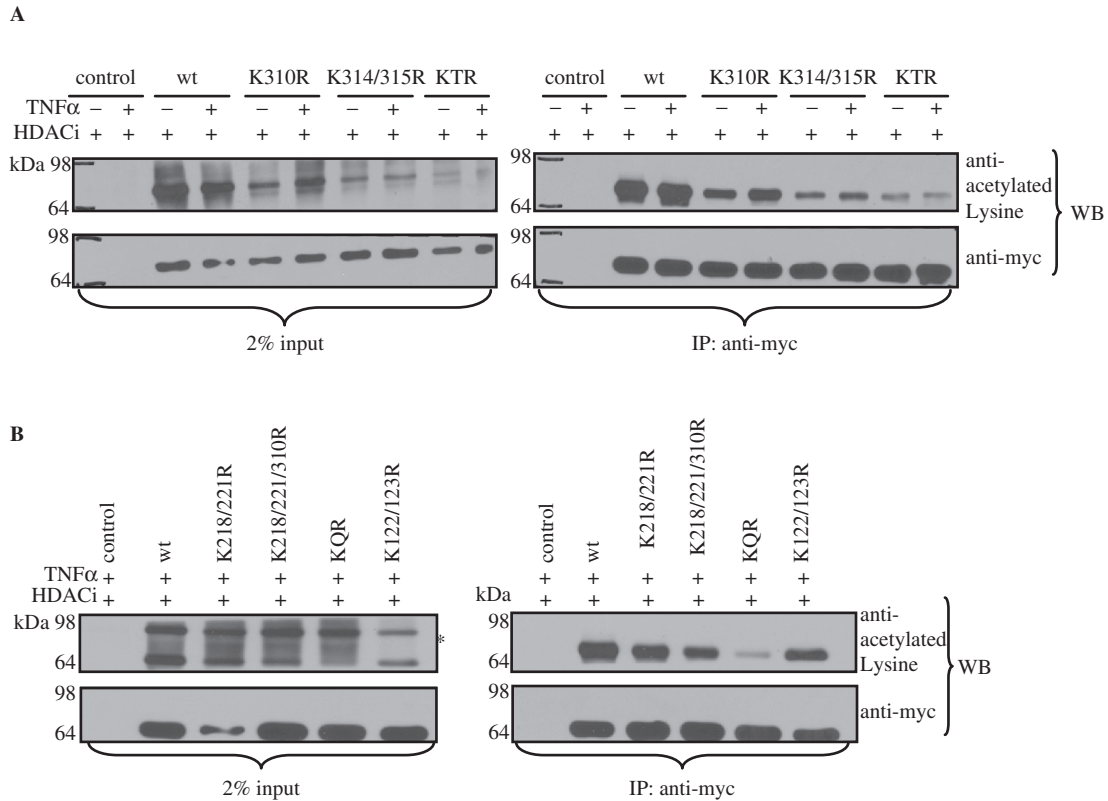 A
control wt K310R K314/315R KTR control wt K310R K314/315R KTR
TNFα – + – + – + – + – + – + – + – + – + – +
HDACi + + + + + + + + + + + + + + + + + + + +
kDa 98 98 anti-
acetylated
64 64 Lysine
WB
98 98
anti-myc
64 64
2% input IP: anti-myc
B
control wt K218/221R K218/221/310R KQR K122/123R control wt K218/221R K218/221/310R KQR K122/123R
TNFα + + + + + + + + + + + +
HDACi + + + + + + kDa + + + + + +
kDa 98 98 anti-
* acetylated
64 64 Lysine
WB
98 98
anti-myc
64 64
2% input IP: anti-myc